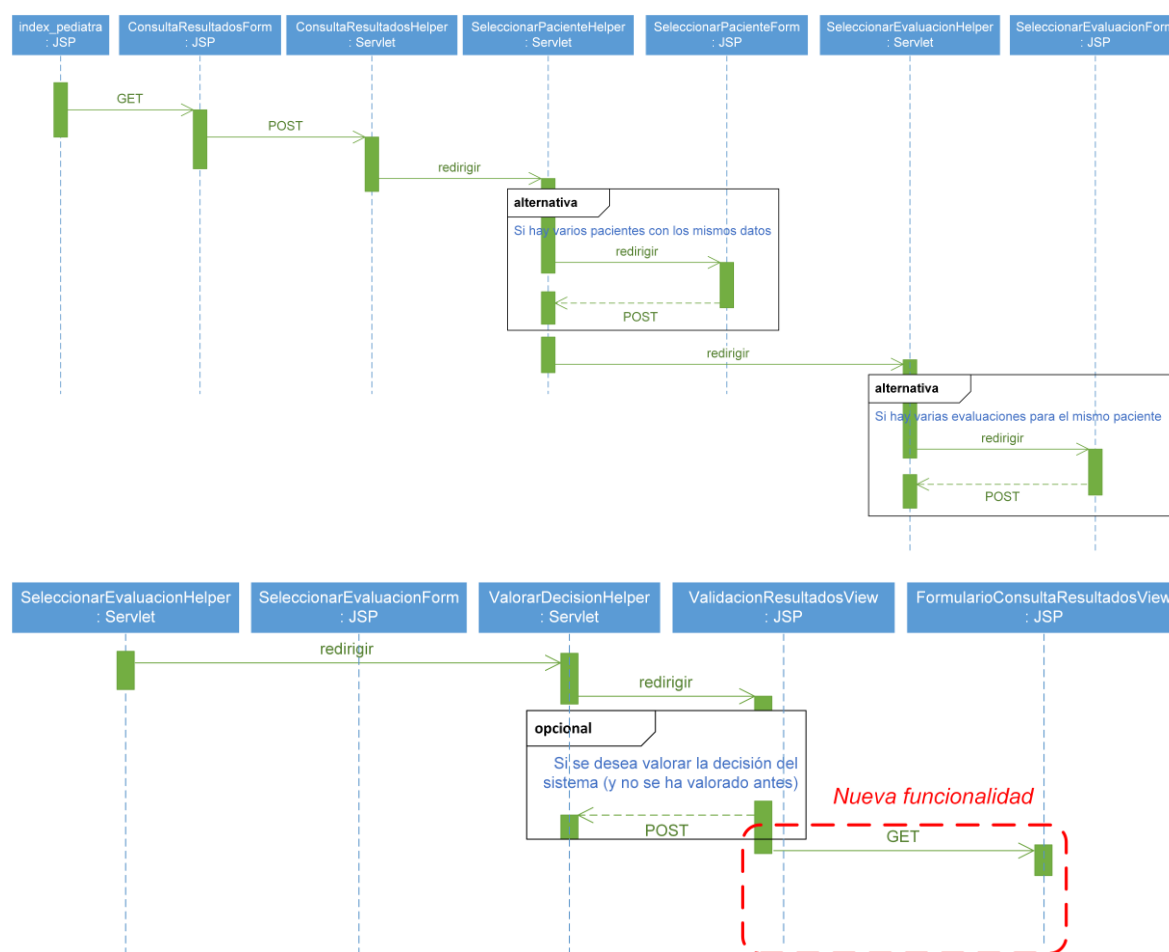 index_pediatra
: JSP
ConsultaResultadosForm
: JSP
ConsultaResultadosHelper
: Servlet
SeleccionarPacienteHelper
: Servlet
SeleccionarPacienteForm
: JSP
SeleccionarEvaluacionHelper
: Servlet
SeleccionarEvaluacionForm
: JSP
GET
POST
redirigir
alternativa
Si hay varios pacientes con los mismos datos
redirigir
POST
redirigir
alternativa
Si hay varias evaluaciones para el mismo paciente
redirigir
POST
SeleccionarEvaluacionHelper
: Servlet
SeleccionarEvaluacionForm
: JSP
ValorarDecisionHelper
: Servlet
ValidacionResultadosView
: JSP
FormularioConsultaResultadosView
: JSP
redirigir
redirigir
opcional
Si se desea valorar la decisión del
sistema (y no se ha valorado antes)
POST
Nueva funcionalidad
GET